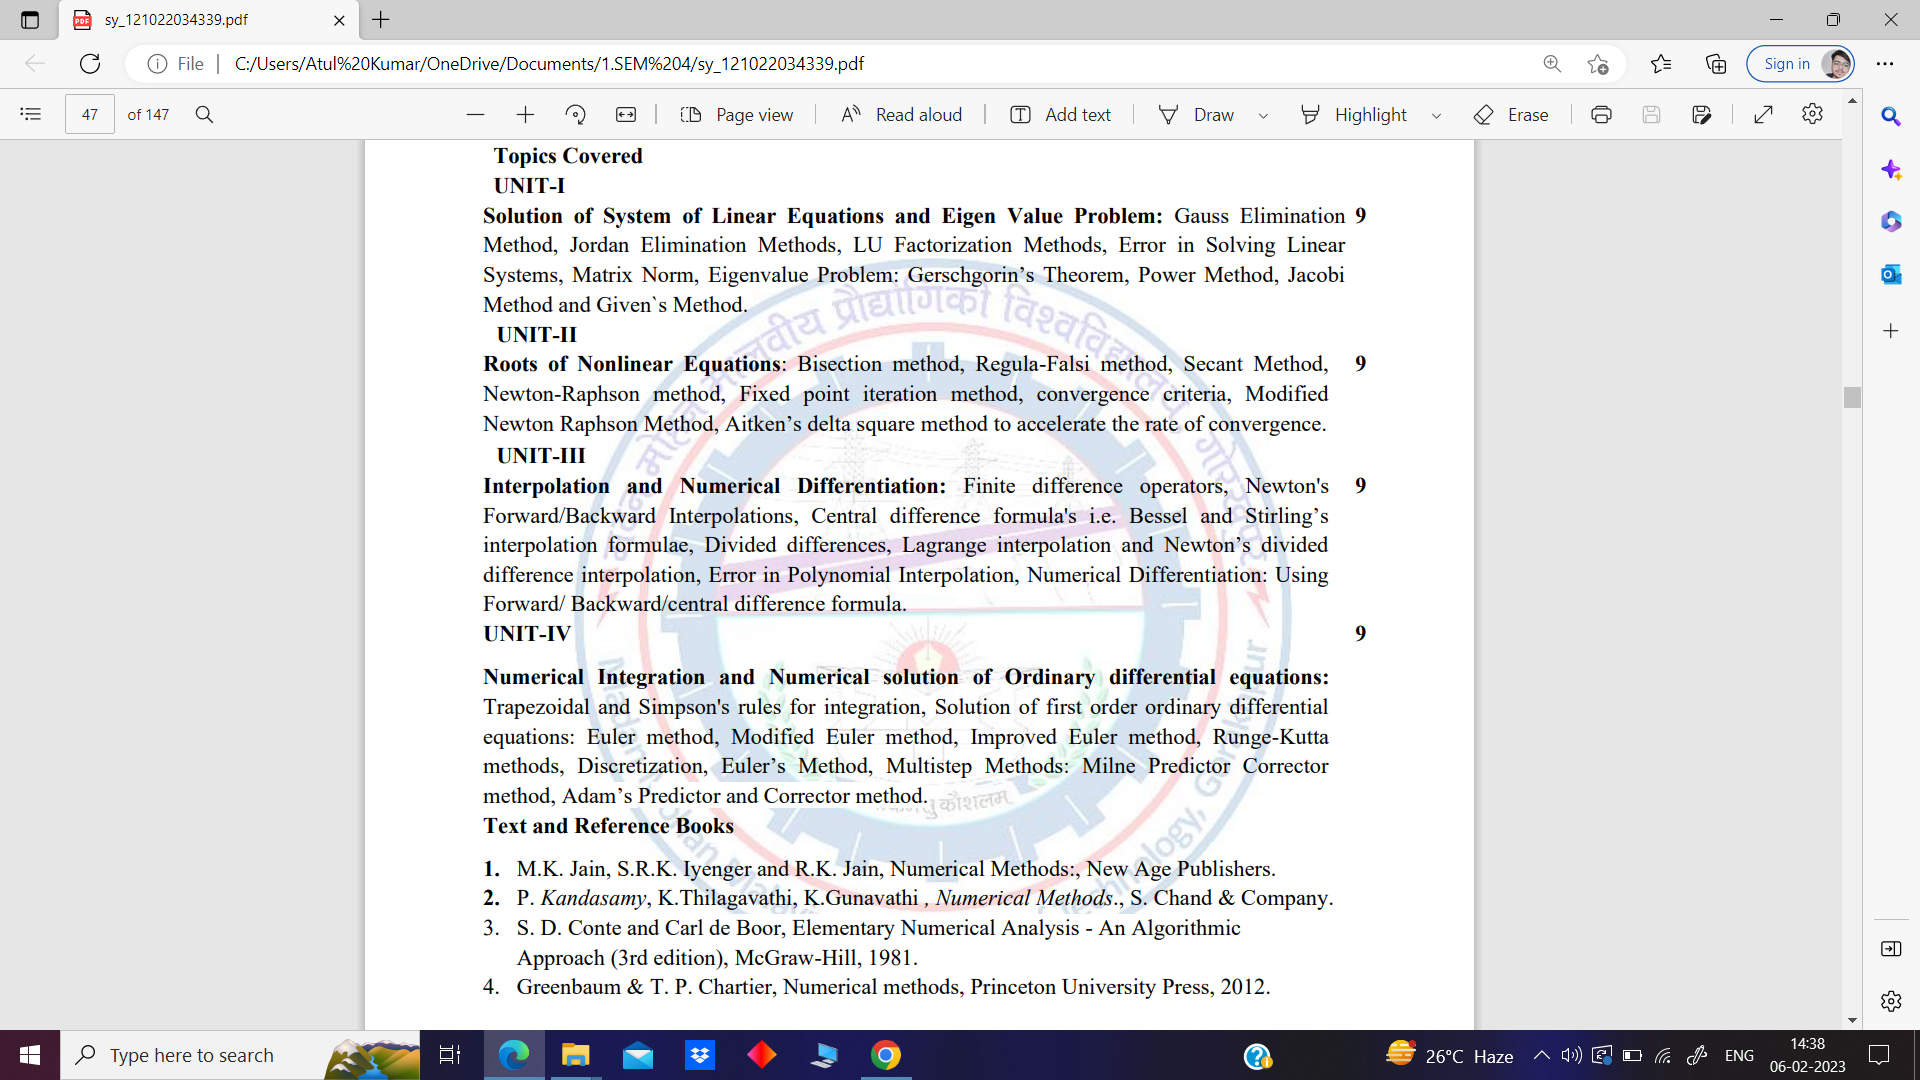 sy_121022034339.pdf
File
C:/Users/Atul%20Kumar/OneDrive/Documents/1.SEM%204/sy_121022034339.pdf
Sign in
47 of 147
Page view
Read aloud
Add text
Draw
Highlight
Erase
Topics Covered
UNIT-I
Solution of System of Linear Equations and Eigen Value Problem: Gauss Elimination 9
Method, Jordan Elimination Methods, LU Factorization Methods, Error in Solving Linear
Systems, Matrix Norm, Eigenvalue Problem: Gerschgorin’s Theorem, Power Method, Jacobi
Method and Given`s Method.
UNIT-II
Roots of Nonlinear Equations: Bisection method, Regula-Falsi method, Secant Method, 9
Newton-Raphson method, Fixed point iteration method, convergence criteria, Modified
Newton Raphson Method, Aitken’s delta square method to accelerate the rate of convergence.
UNIT-III
Interpolation and Numerical Differentiation: Finite difference operators, Newton's 9
Forward/Backward Interpolations, Central difference formula's i.e. Bessel and Stirling’s
interpolation formulae, Divided differences, Lagrange interpolation and Newton’s divided
difference interpolation, Error in Polynomial Interpolation, Numerical Differentiation: Using
Forward/ Backward/central difference formula.
UNIT-IV 9
Numerical Integration and Numerical solution of Ordinary differential equations:
Trapezoidal and Simpson's rules for integration, Solution of first order ordinary differential
equations: Euler method, Modified Euler method, Improved Euler method, Runge-Kutta
methods, Discretization, Euler’s Method, Multistep Methods: Milne Predictor Corrector
method, Adam’s Predictor and Corrector method.
Text and Reference Books
1. M.K. Jain, S.R.K. Iyenger and R.K. Jain, Numerical Methods:, New Age Publishers.
2. P. Kandasamy, K.Thilagavathi, K.Gunavathi , Numerical Methods., S. Chand & Company.
3. S. D. Conte and Carl de Boor, Elementary Numerical Analysis - An Algorithmic
Approach (3rd edition), McGraw-Hill, 1981.
4. Greenbaum & T. P. Chartier, Numerical methods, Princeton University Press, 2012.
Type here to search
26°C Haze
ENG
14:38
06-02-2023